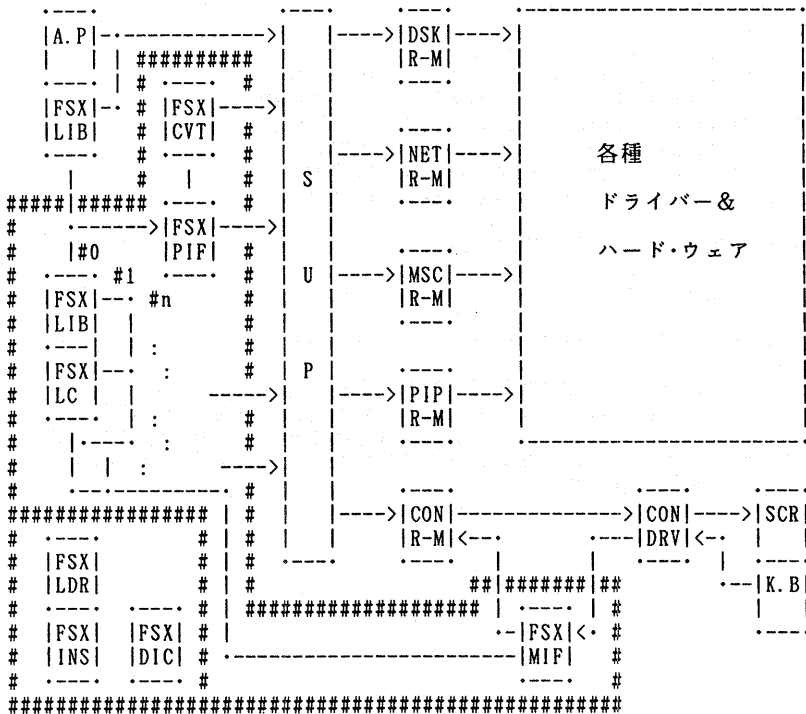 A.P DSK
R-M
FSX FSX
LIB CVT
NET 各種
R-M
S ドライバー&
FSX
#0 PIF ハード・ウェア
#1 U MSC
FSX #n R-M
LIB
FSX P PIP
LC R-M
CON CON SCR
R-M DRV
FSX
LDR K.B
FSX FSX FSX
INS DIC MIF